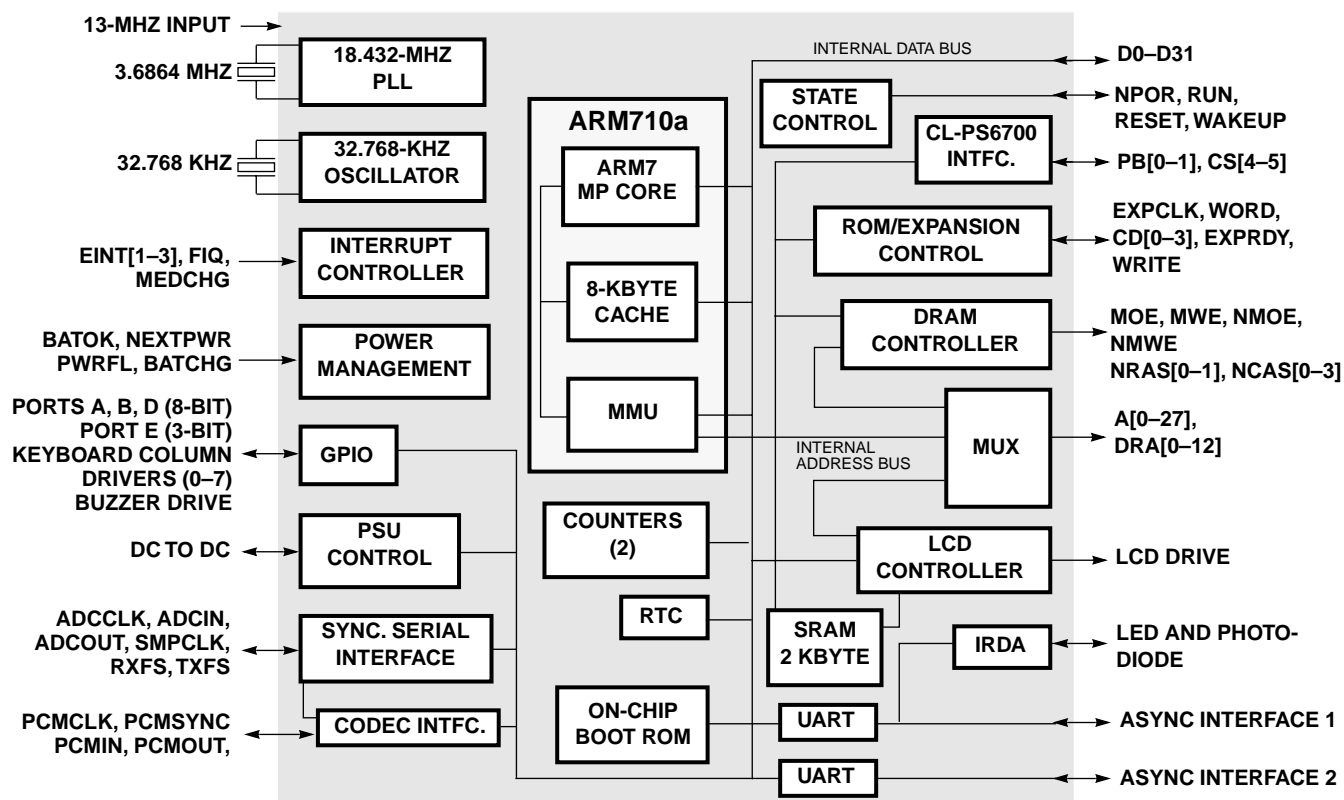 13-MHZ INPUT
3.6864 MHZ
18.432-MHZ
PLL
32.768 KHZ
32.768-KHZ
OSCILLATOR
EINT[1–3], FIQ,
MEDCHG
INTERRUPT
CONTROLLER
BATOK, NEXTPWR
PWRFL, BATCHG
POWER
MANAGEMENT
PORTS A, B, D (8-BIT)
PORT E (3-BIT)
KEYBOARD COLUMN
DRIVERS (0–7)
BUZZER DRIVE
GPIO
DC TO DC
PSU
CONTROL
ADCCLK, ADCIN,
ADCOUT, SMPCLK,
RXFS, TXFS
SYNC. SERIAL
INTERFACE
PCMCLK, PCMSYNC
PCMIN, PCMOUT,
CODEC INTFC.
ARM710a
ARM7
MP CORE
8-KBYTE
CACHE
MMU
COUNTERS
(2)
RTC
ON-CHIP
BOOT ROM
INTERNAL DATA BUS
D0–D31
STATE
CONTROL
NPOR, RUN,
RESET, WAKEUP
CL-PS6700
INTFC.
PB[0–1], CS[4–5]
ROM/EXPANSION
CONTROL
EXPCLK, WORD,
CD[0–3], EXPRDY,
WRITE
DRAM
CONTROLLER
MOE, MWE, NMOE,
NMWE
NRAS[0–1], NCAS[0–3]
INTERNAL
ADDRESS BUS
MUX
A[0–27],
DRA[0–12]
LCD
CONTROLLER
LCD DRIVE
SRAM
2 KBYTE
IRDA
LED AND PHOTO-
DIODE
UART
ASYNC INTERFACE 1
UART
ASYNC INTERFACE 2